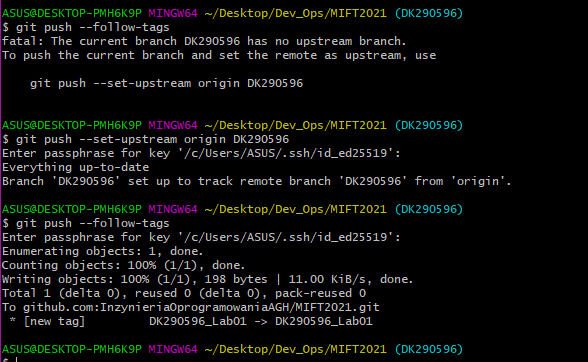 ASUS@DESKTOP-PMH6K9P MINGW64 ~/Desktop/Dev_Ops/MIFT2021 (DK290596)
$ git push --follow-tags
fatal: The current branch DK290596 has no upstream branch.
To push the current branch and set the remote as upstream, use
git push --set-upstream origin DK290596
ASUS@DESKTOP-PMH6K9P MINGW64 ~/Desktop/Dev_Ops/MIFT2021 (DK290596)
$ git push --set-upstream origin DK290596
Enter passphrase for key '/c/Users/ASUS/.ssh/id_ed25519':
Everything up-to-date
Branch 'DK290596' set up to track remote branch 'DK290596' from 'origin'.
ASUS@DESKTOP-PMH6K9P MINGW64 ~/Desktop/Dev_Ops/MIFT2021 (DK290596)
$ git push --follow-tags
Enter passphrase for key '/c/Users/ASUS/.ssh/id_ed25519':
Enumerating objects: 1, done.
Counting objects: 100% (1/1), done.
Writing objects: 100% (1/1), 198 bytes | 11.00 KiB/s, done.
Total 1 (delta 0), reused 0 (delta 0), pack-reused 0
To github.com:InzynieriaOprogramowaniaAGH/MIFT2021.git
* [new tag] DK290596_Lab01 -> DK290596_Lab01
ASUS@DESKTOP-PMH6K9P MINGW64 ~/Desktop/Dev_Ops/MIFT2021 (DK290596)
$